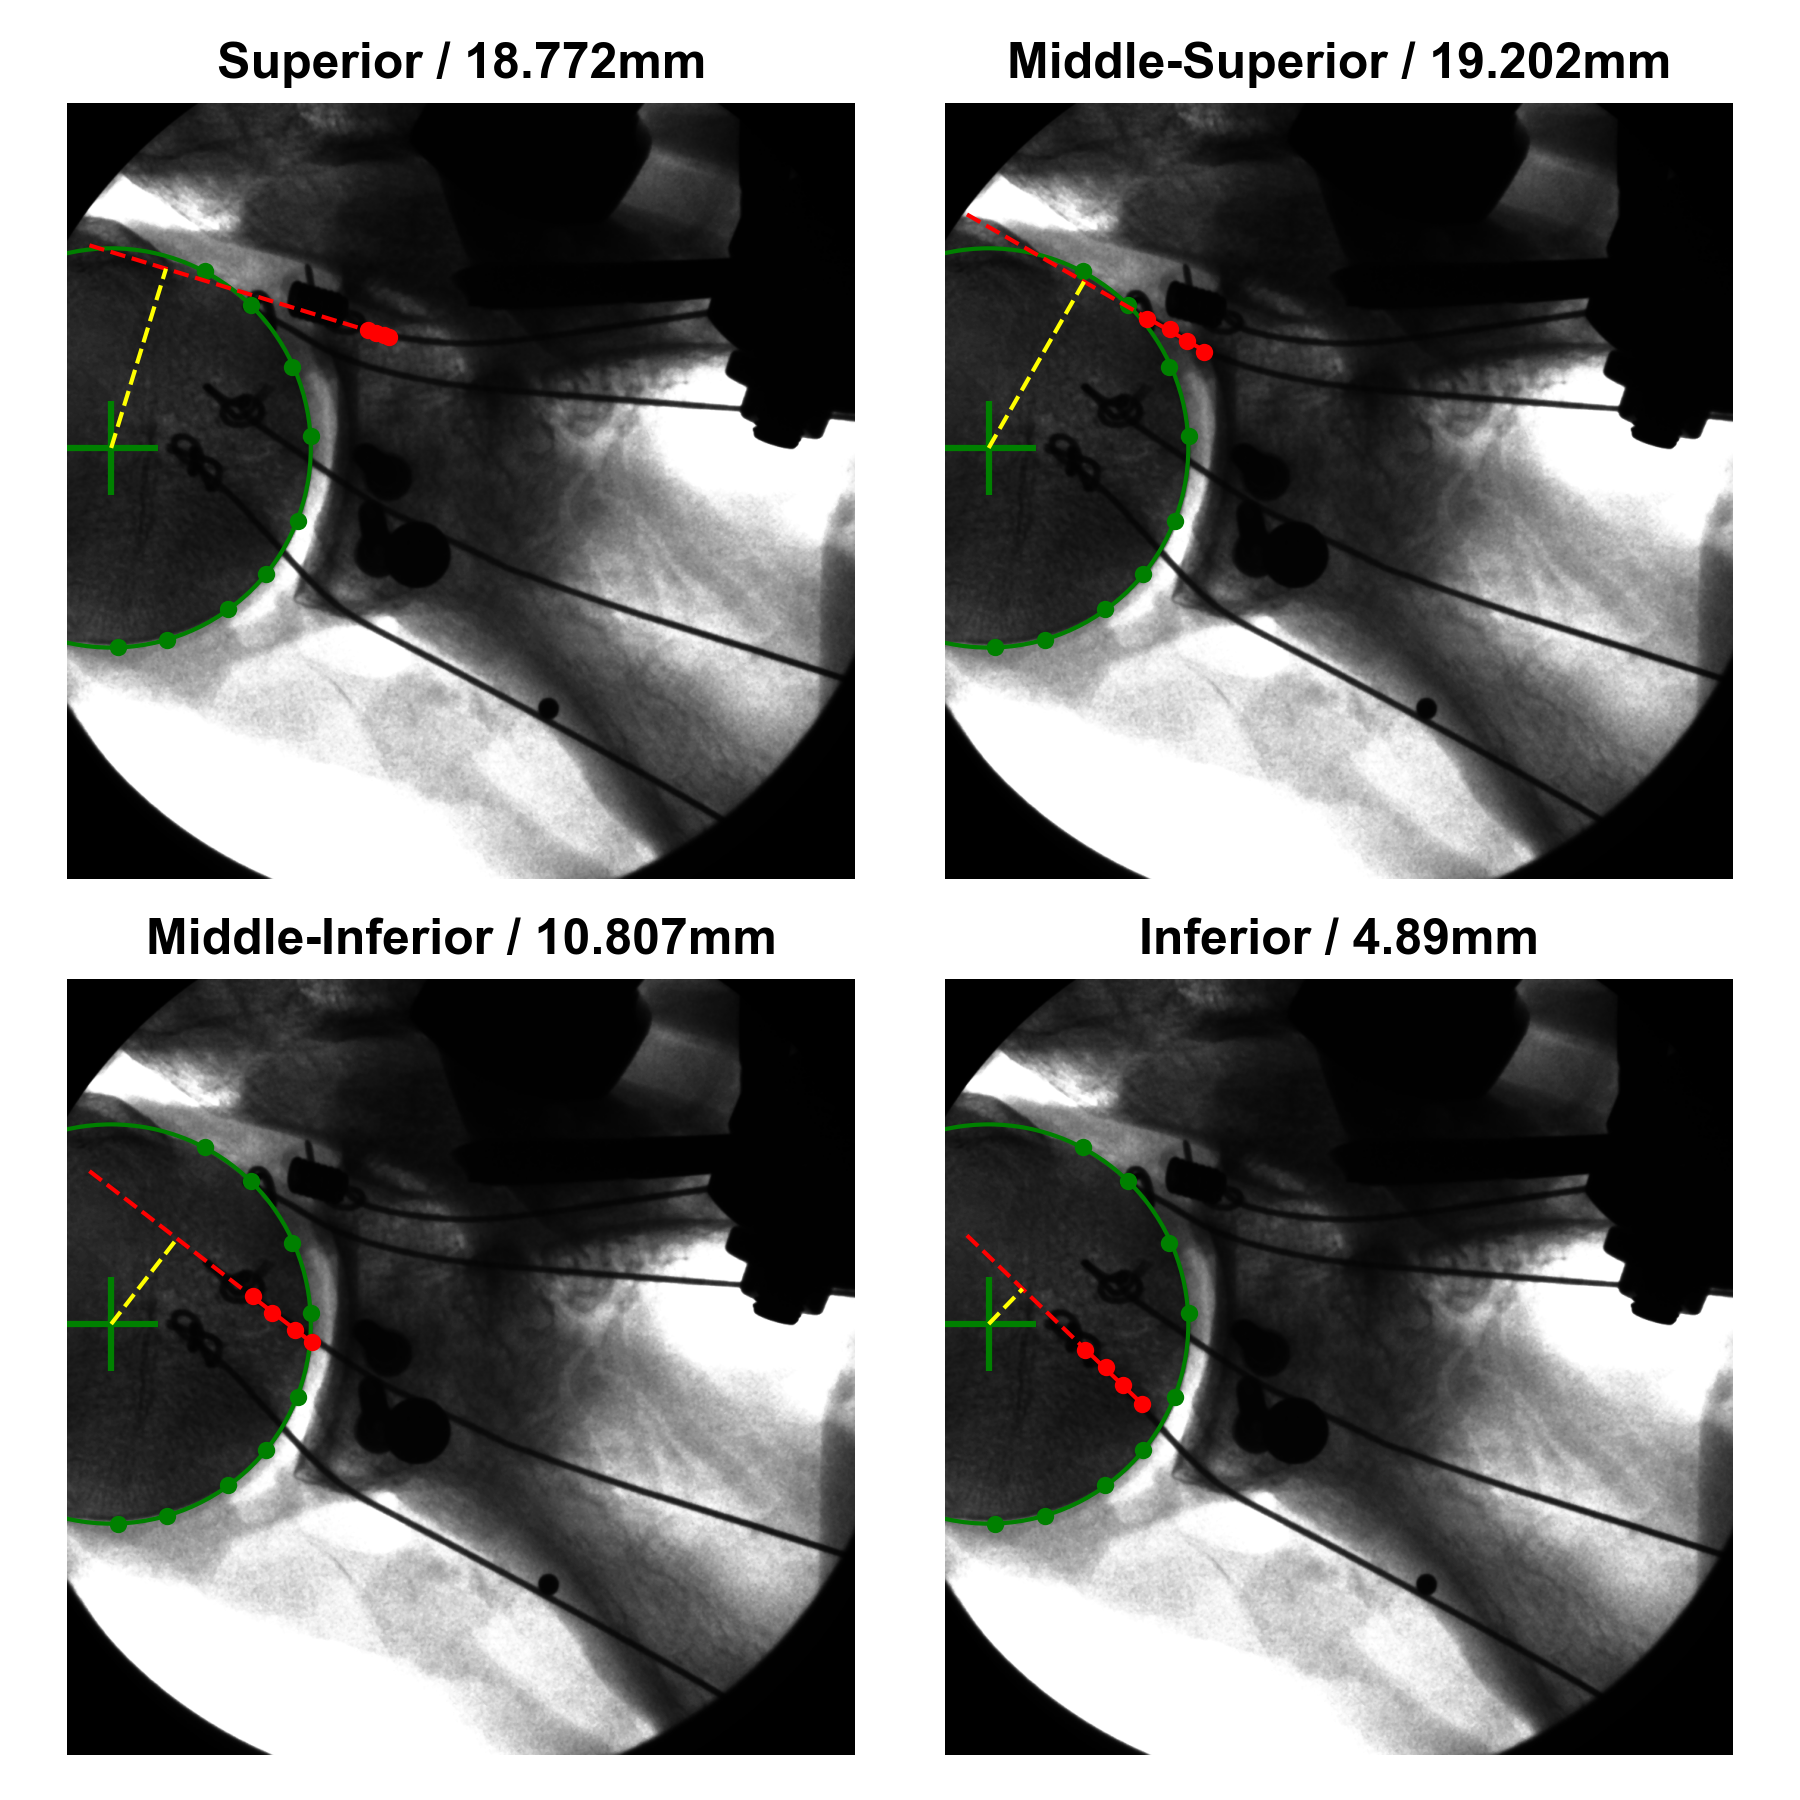 Superior / 18.772mm
Middle-Superior / 19.202mm
Middle-Inferior / 10.807mm
Inferior / 4.89mm